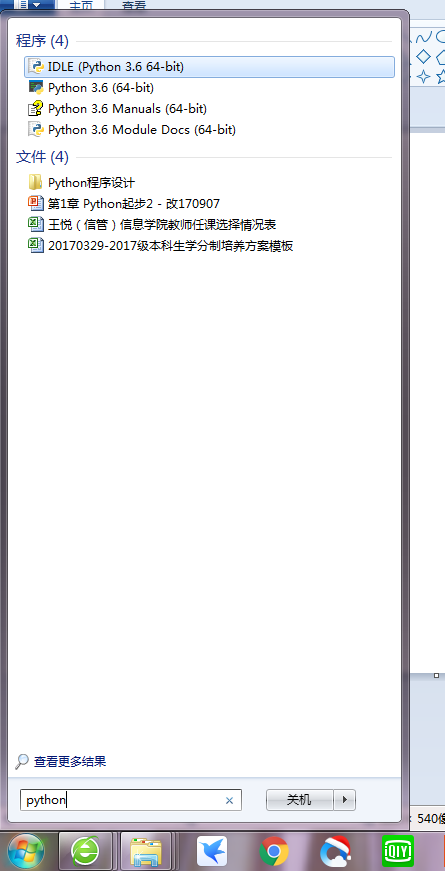 主页 查看
程序 (4)
IDLE (Python 3.6 64-bit)
Python 3.6 (64-bit)
Python 3.6 Manuals (64-bit)
Python 3.6 Module Docs (64-bit)
文件 (4)
Python程序设计
第1章 Python起步2 - 改170907
王悦（信管）信息学院教师任课选择情况表
20170329-2017级本科生学分制培养方案模板
查看更多结果
python
关机
× 540像
iQIY